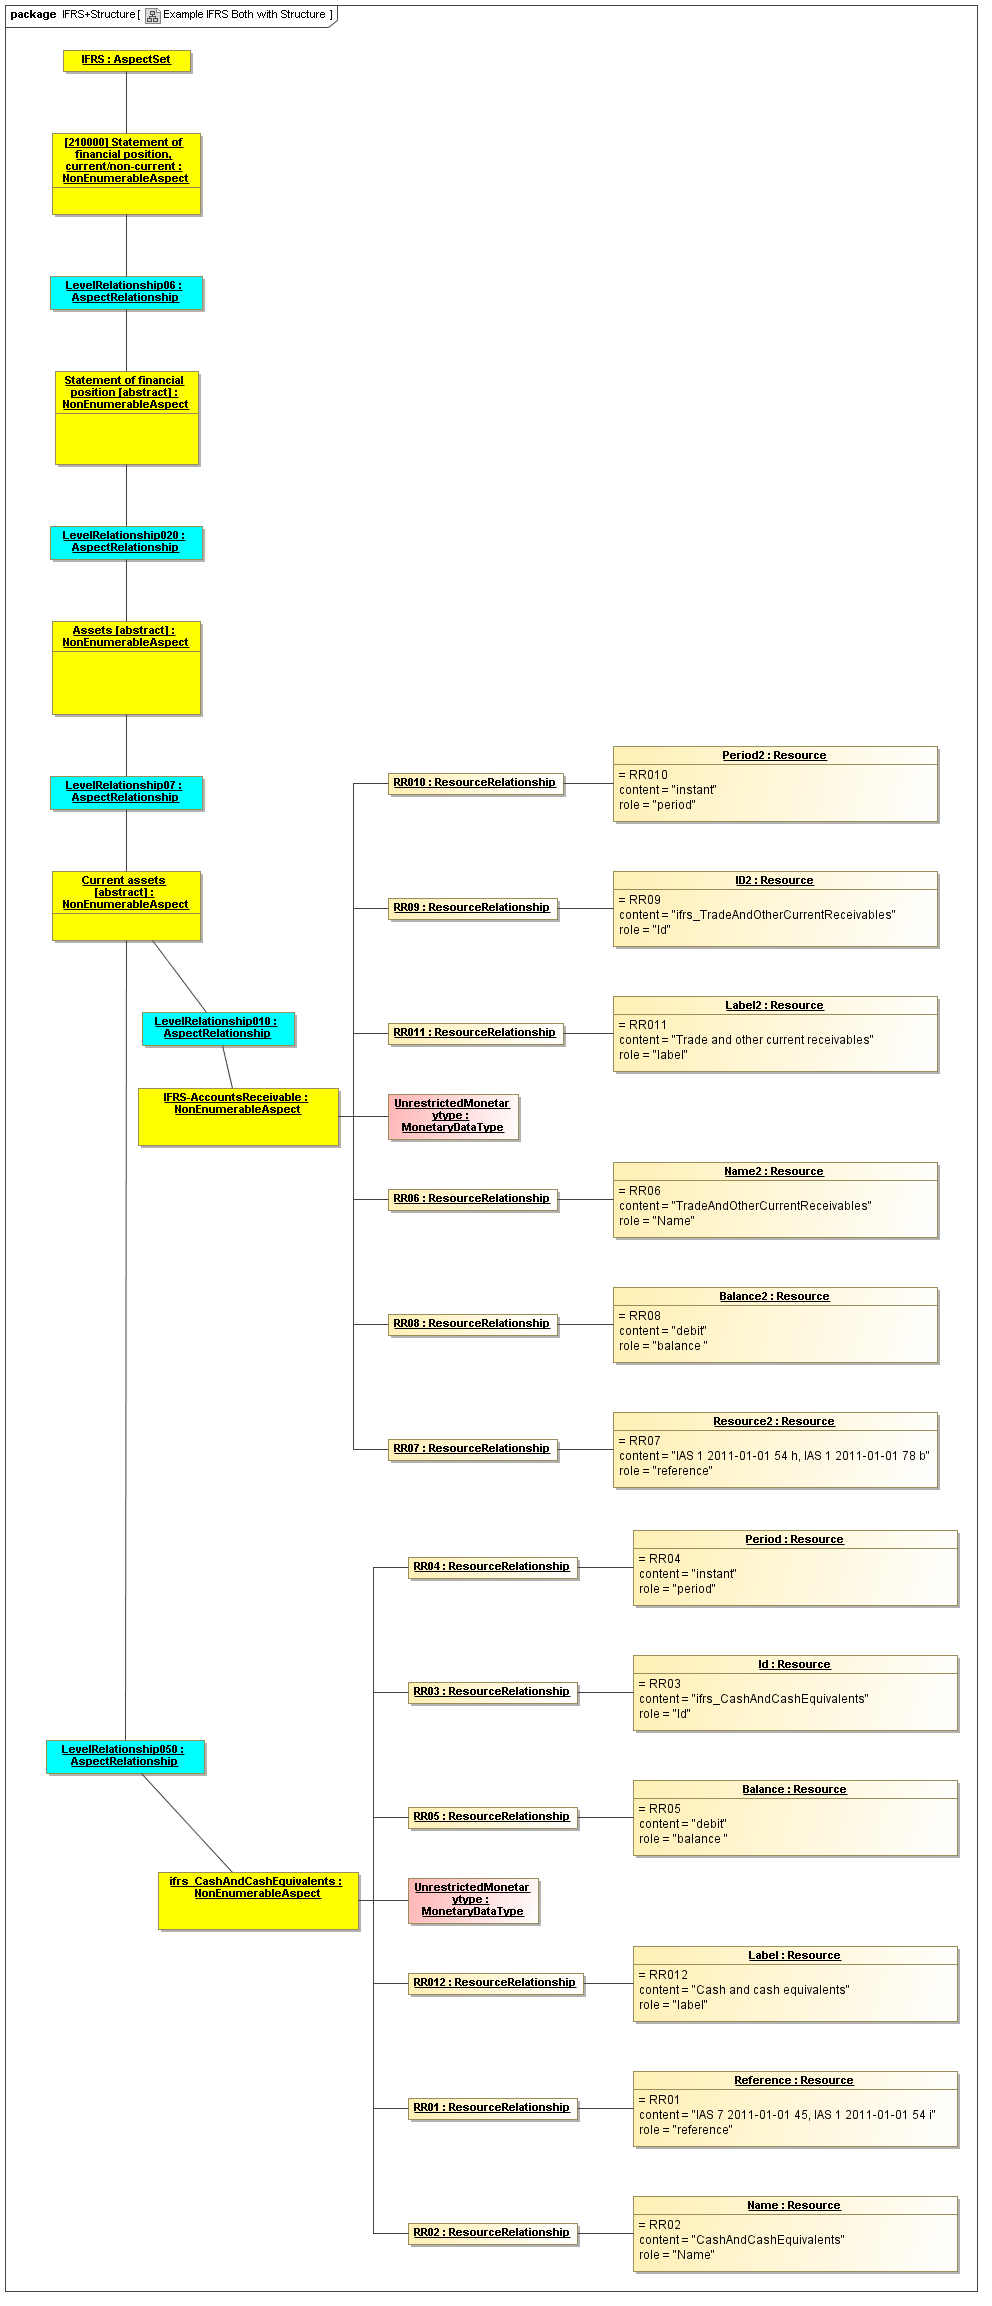 package IFRS+Structure [ Example IFRS Both with Structure ]
IFRS : AspectSet
[210000] Statement of
financial position,
current/non-current :
NonEnumerableAspect
LevelRelationship06 :
AspectRelationship
Statement of financial
position [abstract] :
NonEnumerableAspect
LevelRelationship020 :
AspectRelationship
Assets [abstract] :
NonEnumerableAspect
LevelRelationship07 :
AspectRelationship
Current assets
[abstract] :
NonEnumerableAspect
LevelRelationship010 :
AspectRelationship
IFRS-AccountsReceivable :
NonEnumerableAspect
RR010 : ResourceRelationship
Period2 : Resource
= RR010
content = "instant"
role = "period"
RR09 : ResourceRelationship
ID2 : Resource
= RR09
content = "ifrs_TradeAndOtherCurrentReceivables"
role = "Id"
RR011 : ResourceRelationship
Label2 : Resource
= RR011
content = "Trade and other current receivables"
role = "label"
UnrestrictedMonetar
ytype :
MonetaryDataType
RR06 : ResourceRelationship
Name2 : Resource
= RR06
content = "TradeAndOtherCurrentReceivables"
role = "Name"
RR08 : ResourceRelationship
Balance2 : Resource
= RR08
content = "debit"
role = "balance "
RR07 : ResourceRelationship
Resource2 : Resource
= RR07
content = "IAS 1 2011-01-01 54 h, IAS 1 2011-01-01 78 b"
role = "reference"
LevelRelationship050 :
AspectRelationship
ifrs_CashAndCashEquivalents :
NonEnumerableAspect
RR04 : ResourceRelationship
Period : Resource
= RR04
content = "instant"
role = "period"
RR03 : ResourceRelationship
Id : Resource
= RR03
content = "ifrs_CashAndCashEquivalents"
role = "Id"
RR05 : ResourceRelationship
Balance : Resource
= RR05
content = "debit"
role = "balance "
UnrestrictedMonetar
ytype :
MonetaryDataType
RR012 : ResourceRelationship
Label : Resource
= RR012
content = "Cash and cash equivalents"
role = "label"
RR01 : ResourceRelationship
Reference : Resource
= RR01
content = "IAS 7 2011-01-01 45, IAS 1 2011-01-01 54 i"
role = "reference"
RR02 : ResourceRelationship
Name : Resource
= RR02
content = "CashAndCashEquivalents"
role = "Name"